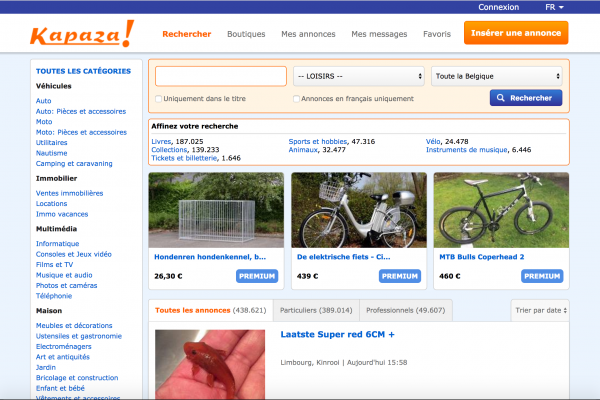 Connexion FR
Kapaza! Rechercher Boutiques Mes annonces Mes messages Favoris Insérer une annonce
TOUTES LES CATÉGORIES
Véhicules
Auto
Auto: Pièces et accessoires
Moto
Moto: Pièces et accessoires
Utilitaires
Nautisme
Camping et caravaning
Immobilier
Ventes immobilières
Locations
Immo vacances
Multimédia
Informatique
Consoles et Jeux vidéo
Films et TV
Musique et audio
Photos et caméras
Téléphonie
Maison
Meubles et décorations
Ustensiles et gastronomie
Electroménagers
Art et antiquités
Jardin
Bricolage et construction
Enfant et bébé
Vêtements et accessoires
-- LOISIRS -- Toute la Belgique
Uniquement dans le titre Annonces en français uniquement Rechercher
Affinez votre recherche
Livres, 187.025 Sports et hobbies, 47.316 Vélo, 24.478
Collections, 139.233 Animaux, 32.477 Instruments de musique, 6.446
Tickets et billetterie, 1.646
Hondenren hondenkennel, b... De elektrische fiets - Ci... MTB Bulls Coperhead 2
26,30 € PREMIUM 439 € PREMIUM 460 € PREMIUM
Toutes les annonces (438.621) Particuliers (389.014) Professionnels (49.607) Trier par date
Laatste Super red 6CM +
Limbourg, Kinrooi | Aujourd'hui 15:58